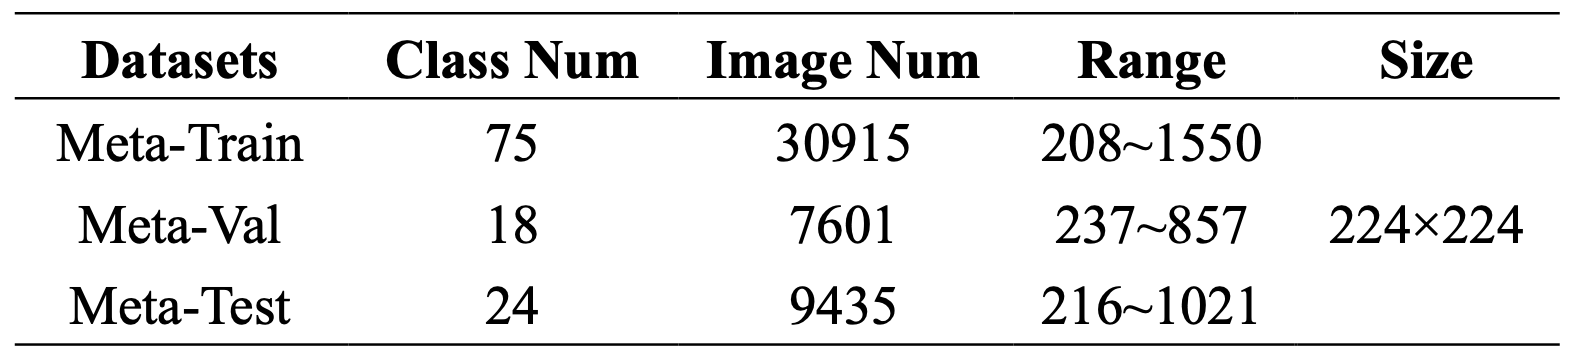 Datasets Class Num Image Num Range Size
Meta-Train 75 30915 208~1550
Meta-Val 18 7601 237~857 224×224
Meta-Test 24 9435 216~1021